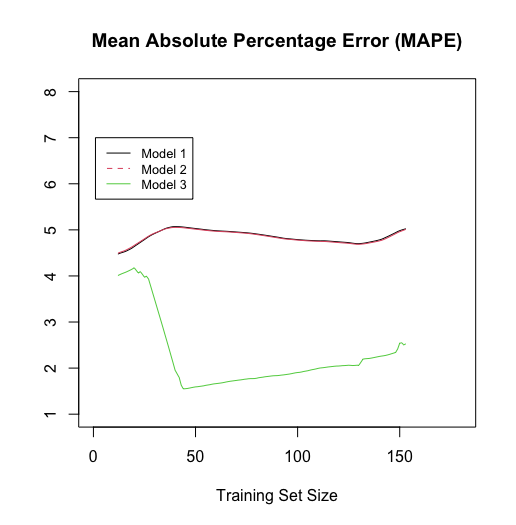 Mean Absolute Percentage Error (MAPE)
8
7
6
5
4
3
2
1
Model 1
Model 2
Model 3
0 50 100 150
Training Set Size